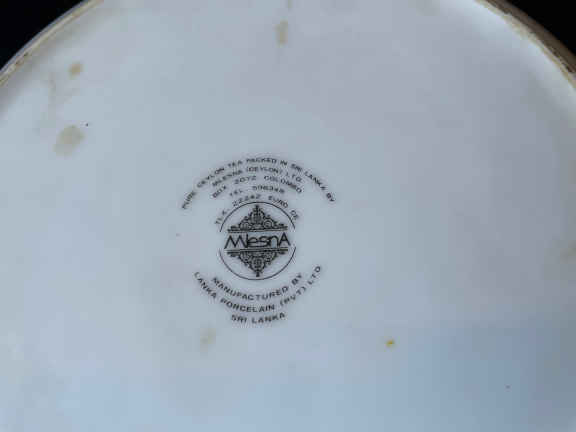 PURE CEYLON TEA PACKED IN SRI LANKA BY
MLESNA (CEYLON) LTD.
BOX 2072 COLOMBO
TEL. 596348
TLX. 22242 EURO CE
MlesnA
MANUFACTURED BY
LANKA PORCELAIN (PVT) LTD
SRI LANKA